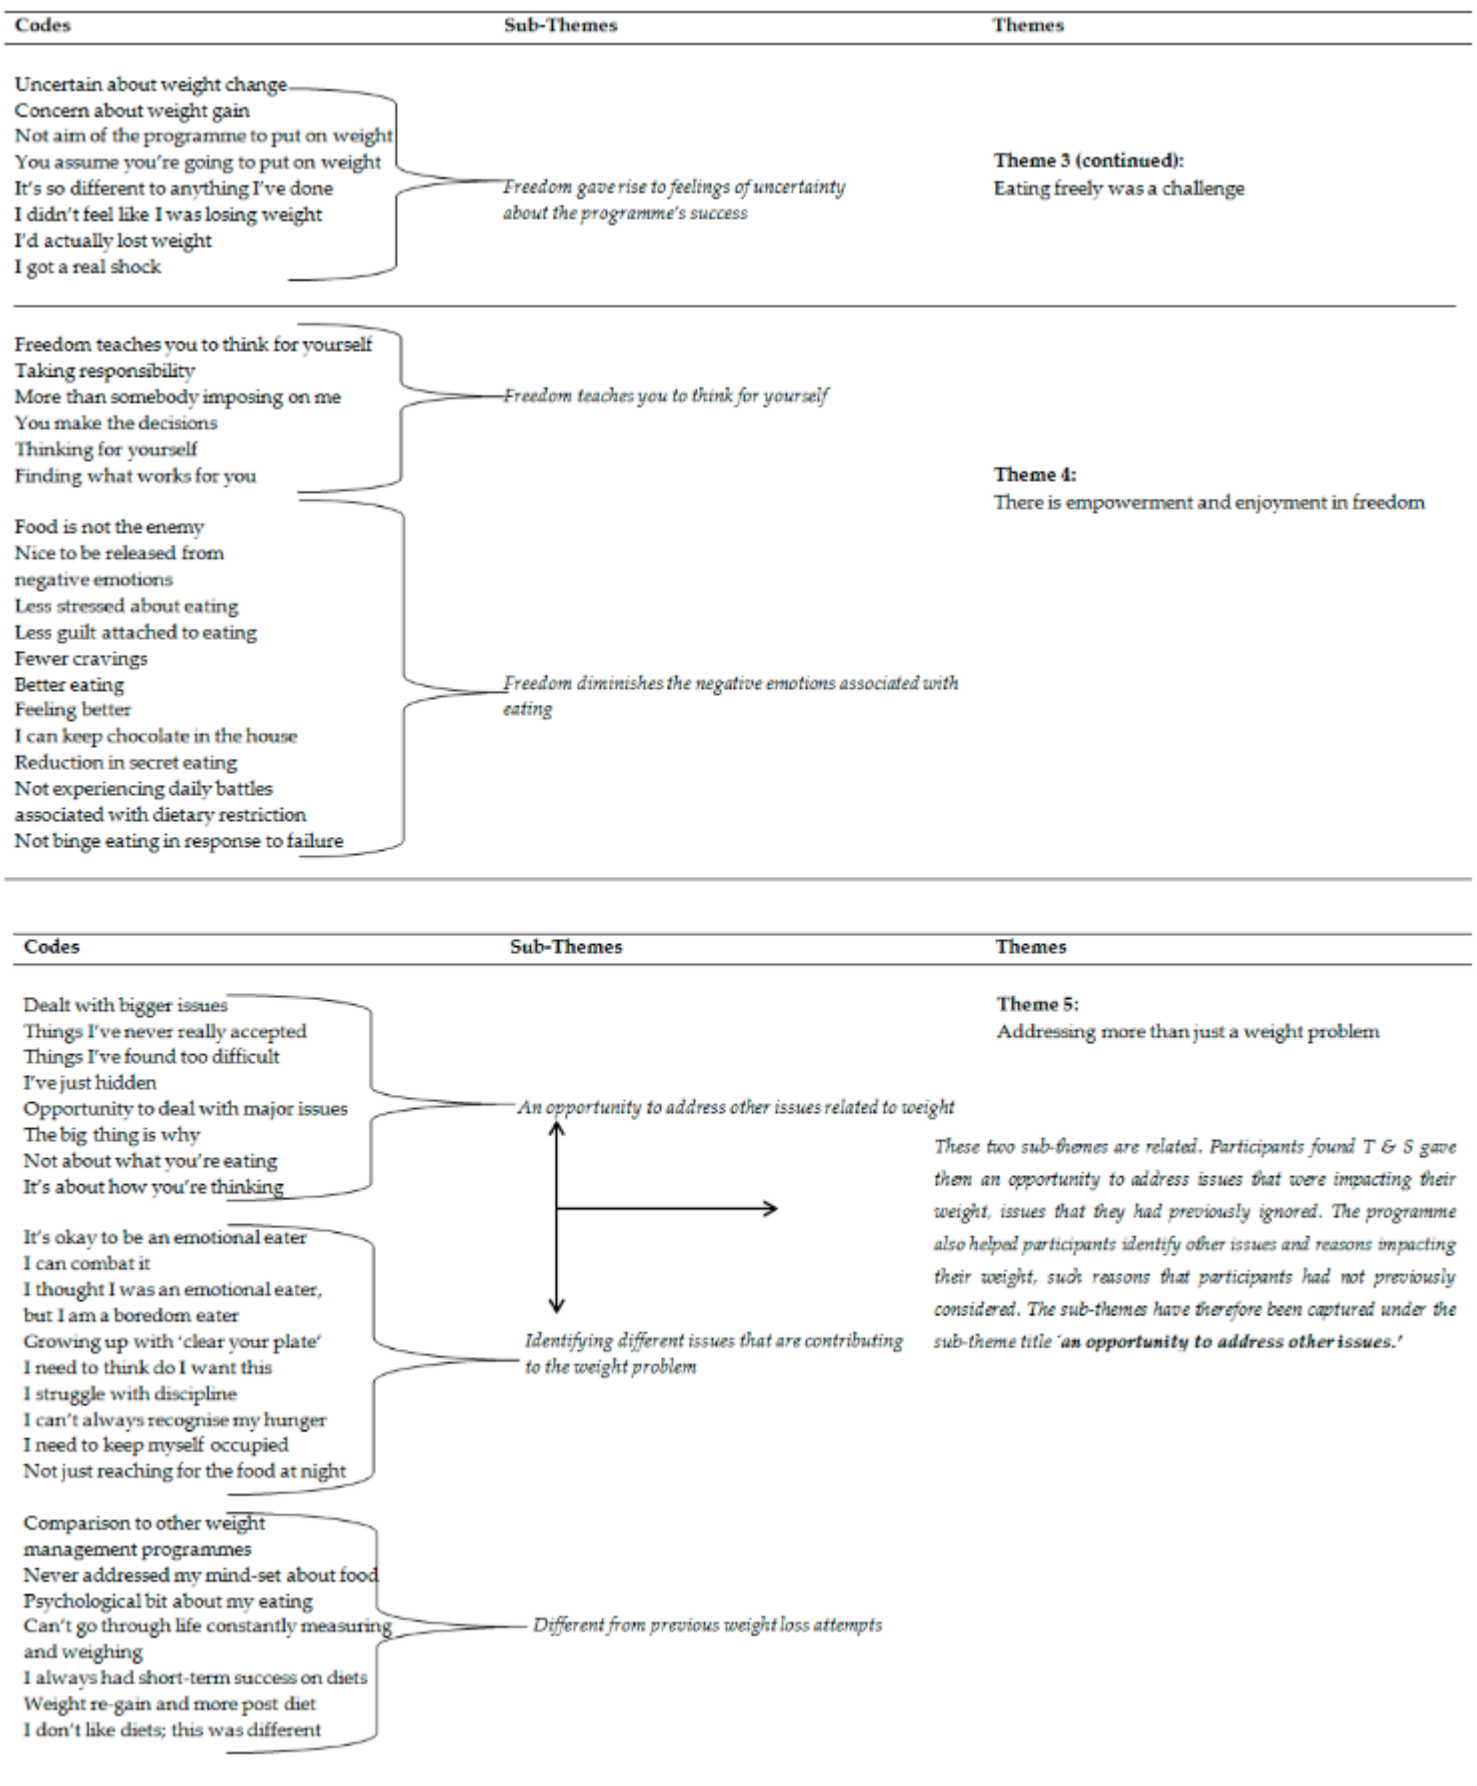 Codes Sub-Themes Themes
Uncertain about weight change
Concern about weight gain
Not aim of the programme to put on weight
You assume you're going to put on weight
It's so different to anything I've done
I didn't feel like I was losing weight
I'd actually lost weight
I got a real shock
Freedom gave rise to feelings of uncertainty
about the programme's success
Theme 3 (continued):
Eating freely was a challenge
Freedom teaches you to think for yourself
Taking responsibility
More than somebody imposing on me
You make the decisions
Thinking for yourself
Finding what works for you
Freedom teaches you to think for yourself
Food is not the enemy
Nice to be released from
negative emotions
Less stressed about eating
Less guilt attached to eating
Fewer cravings
Better eating
Feeling better
I can keep chocolate in the house
Reduction in secret eating
Not experiencing daily battles
associated with dietary restriction
Not binge eating in response to failure
Freedom diminishes the negative emotions associated with
eating
Theme 4:
There is empowerment and enjoyment in freedom
Codes Sub-Themes Themes
Dealt with bigger issues
Things I've never really accepted
Things I've found too difficult
I've just hidden
Opportunity to deal with major issues
The big thing is why
Not about what you're eating
It's about how you're thinking
An opportunity to address other issues related to weight
It's okay to be an emotional eater
I can combat it
I thought I was an emotional eater,
but I am a boredom eater
Growing up with 'clear your plate'
I need to think do I want this
I struggle with discipline
I can't always recognise my hunger
I need to keep myself occupied
Not just reaching for the food at night
Identifying different issues that are contributing
to the weight problem
Comparison to other weight
management programmes
Never addressed my mind-set about food
Psychological bit about my eating
Can't go through life constantly measuring
and weighing
I always had short-term success on diets
Weight re-gain and more post diet
I don't like diets; this was different
Different from previous weight loss attempts
Theme 5:
Addressing more than just a weight problem
These two sub-themes are related. Participants found T & S gave
them an opportunity to address issues that were impacting their
weight, issues that they had previously ignored. The programme
also helped participants identify other issues and reasons impacting
their weight, such reasons that participants had not previously
considered. The sub-themes have therefore been captured under the
sub-theme title 'an opportunity to address other issues.'